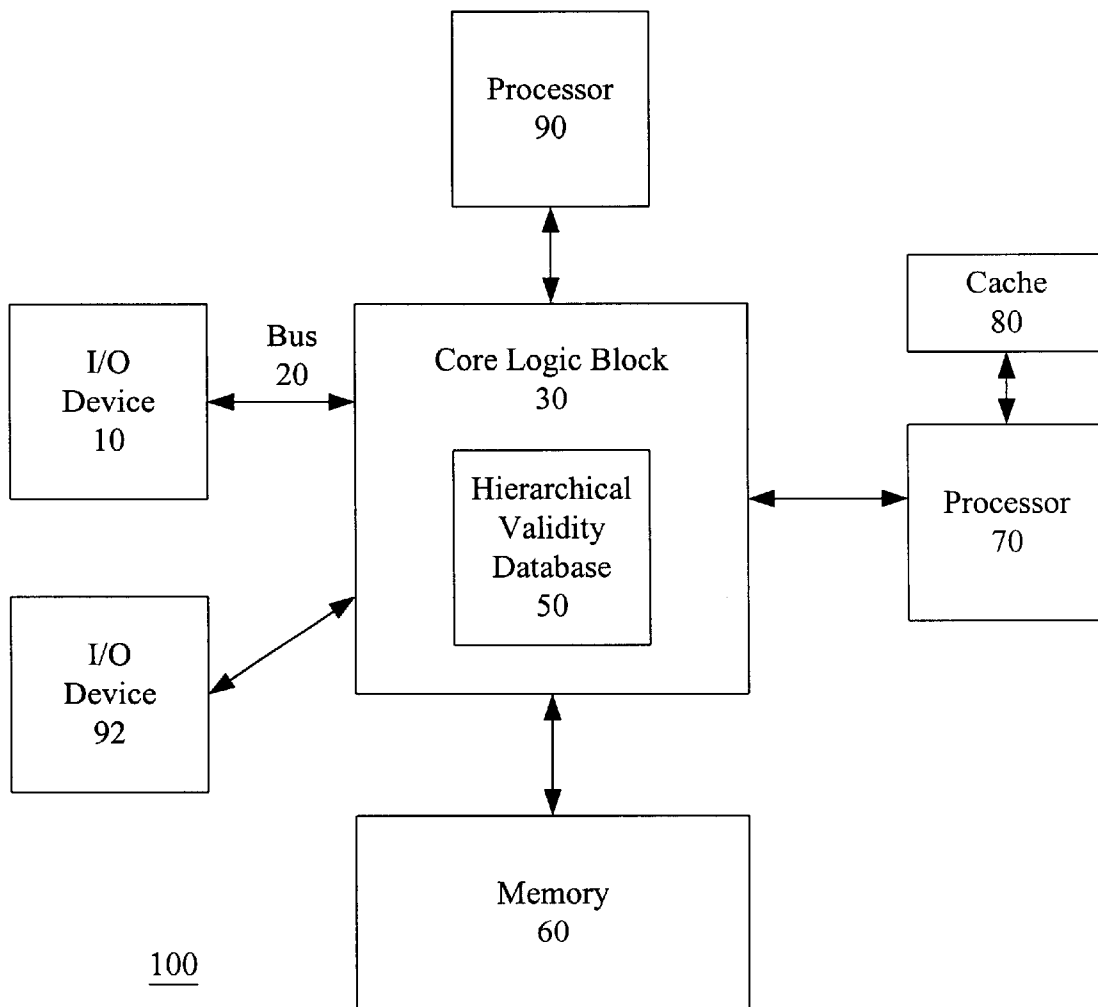 Processor
90
Cache
80
I/O
Device
10
Bus
20
Core Logic Block
30
Hierarchical
Validity
Database
50
Processor
70
I/O
Device
92
Memory
60
100